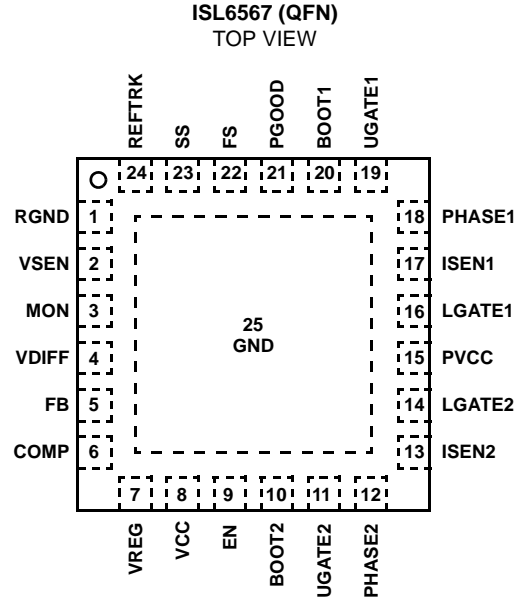 ISL6567 (QFN)
TOP VIEW
REFTRK
SS
FS
PGOOD
BOOT1
UGATE1
24
23
22
21
20
19
RGND 1
VSEN 2
MON 3
VDIFF 4
FB 5
COMP 6
25
GND
18 PHASE1
17 ISEN1
16 LGATE1
15 PVCC
14 LGATE2
13 ISEN2
7
8
9
10
11
12
VREG
VCC
EN
BOOT2
UGATE2
PHASE2